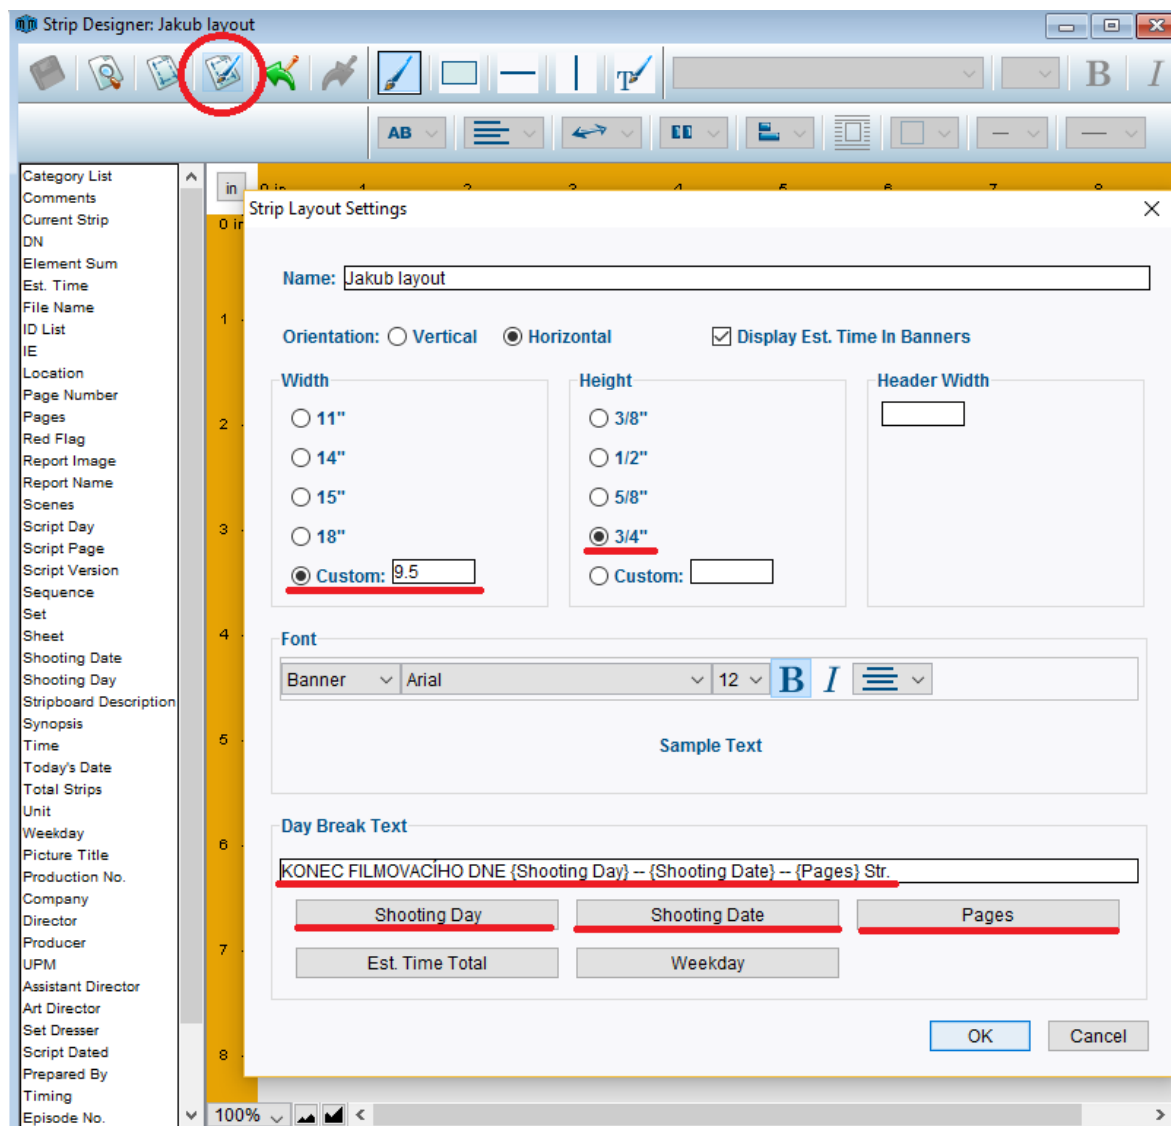 Strip Designer: Jakub layout
B I
AB
Category List
Comments
Current Strip
DN
Element Sum
Est. Time
File Name
ID List
IE
Location
Page Number
Pages
Red Flag
Report Image
Report Name
Scenes
Script Day
Script Page
Script Version
Sequence
Set
Sheet
Shooting Date
Shooting Day
Stripboard Description
Synopsis
Time
Today's Date
Total Strips
Unit
Weekday
Picture Title
Production No.
Company
Director
Producer
UPM
Assistant Director
Art Director
Set Dresser
Script Dated
Prepared By
Timing
Episode No.
in
0 in 1 2 3 4 5 6 7 8
0 in
1
2
3
4
5
6
7
8
Strip Layout Settings
Name: Jakub layout
Orientation: Vertical Horizontal Display Est. Time In Banners
Width
11"
14"
15"
18"
Custom: 9.5
Height
3/8"
1/2"
5/8"
3/4"
Custom:
Header Width
Font
Banner Arial 12 B I
Sample Text
Day Break Text
KONEC FILMOVACÍHO DNE {Shooting Day} -- {Shooting Date} -- {Pages} Str.
Shooting Day Shooting Date Pages
Est. Time Total Weekday
OK Cancel
100%